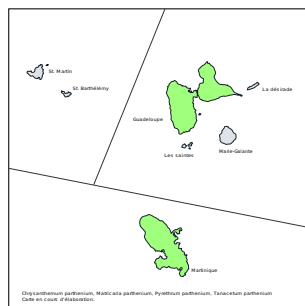 St. Martin
St. Barthélémy
La désirade
Guadeloupe
Les saintes
Marie-Galante
Martinique
Chrysanthemum parthenium, Matricaria parthenium, Pyrethrum parthenium, Tanacetum parthenium
Carte en cours d'élaboration.